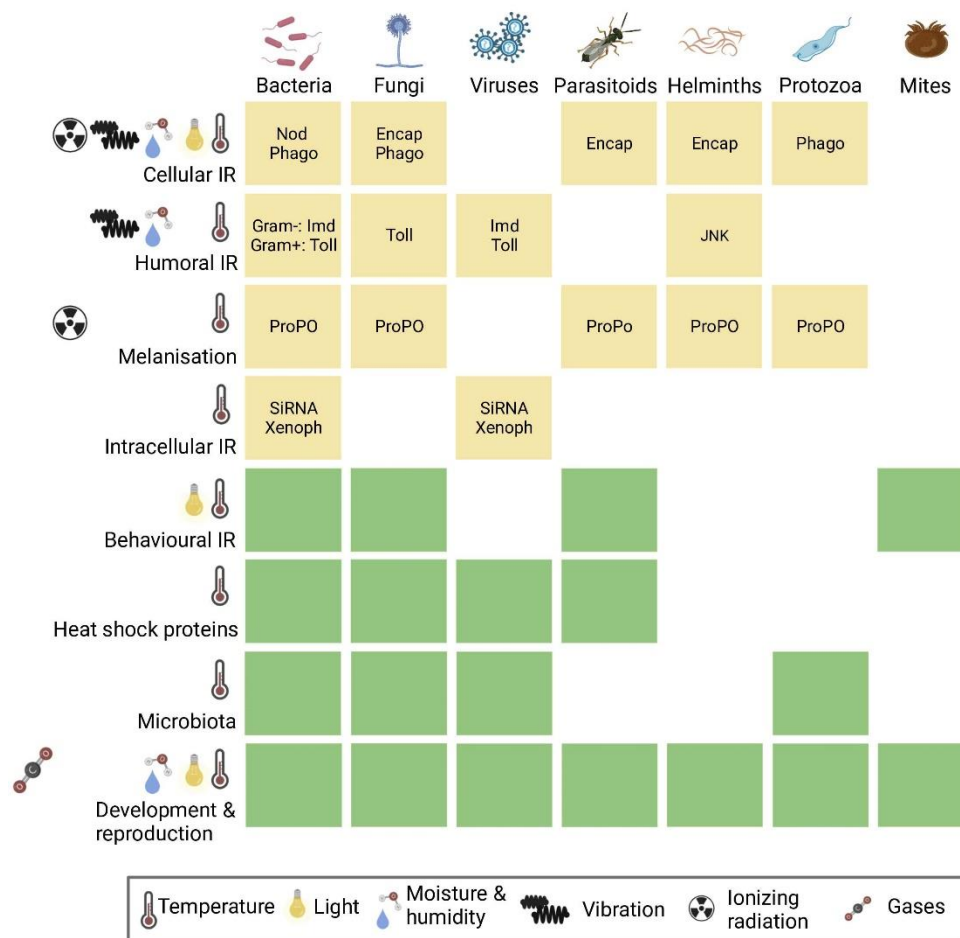 Bacteria Fungi Viruses Parasitoids Helminths Protozoa Mites
Cellular IR
Nod
Phago
Encap
Phago
Encap
Encap
Phago
Humoral IR
Gram-: Imd
Gram+: Toll
Toll
Imd
Toll
JNK
Melanisation
ProPO
ProPO
ProPo
ProPO
ProPO
Intracellular IR
SiRNA
Xenoph
SiRNA
Xenoph
Behavioural IR
Heat shock proteins
Microbiota
Development &
reproduction
Temperature
Light
Moisture &
humidity
Vibration
Ionizing
radiation
Gases